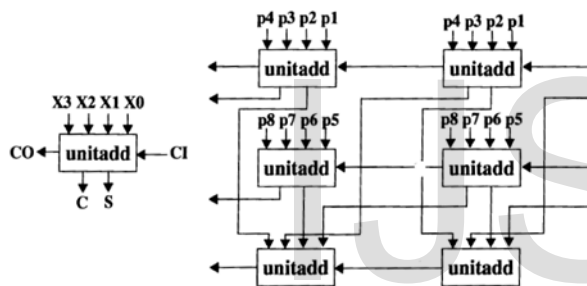 p4 p3 p2 p1 p4 p3 p2 p1
unitadd unitadd
X3 X2 X1 X0 p8 p7 p6 p5 p8 p7 p6 p5
CO unitadd CI unitadd unitadd
C S
unitadd unitadd
IJS